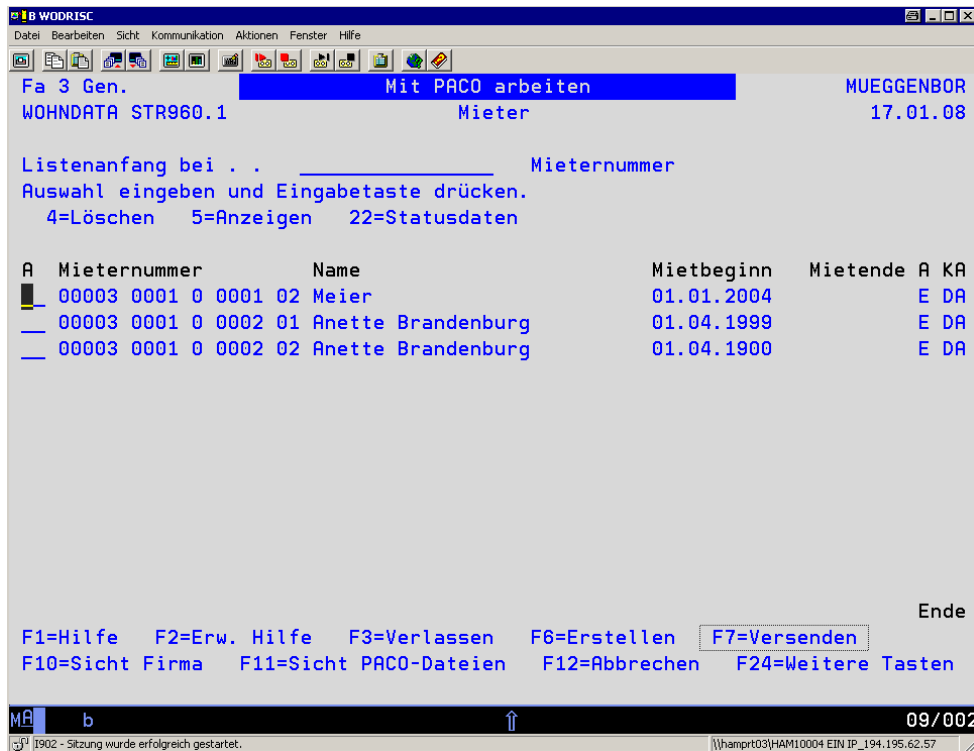 B WODRISC
Datei Bearbeiten Sicht Kommunikation Aktionen Fenster Hilfe
Fa 3 Gen. Mit PACO arbeiten MUEGGENBOR
WOHNDATA STR960.1 Mieter 17.01.08
Listenanfang bei . . ________________ Mieternummer
Auswahl eingeben und Eingabetaste drücken.
4=Löschen 5=Anzeigen 22=Statusdaten
A Mieternummer Name Mietbeginn Mietende A KA
00003 0001 0 0001 02 Meier 01.01.2004 E DA
00003 0001 0 0002 01 Anette Brandenburg 01.04.1999 E DA
00003 0001 0 0002 02 Anette Brandenburg 01.04.1900 E DA
Ende
F1=Hilfe F2=Erw. Hilfe F3=Verlassen F6=Erstellen F7=Versenden
F10=Sicht Firma F11=Sicht PACO-Dateien F12=Abbrechen F24=Weitere Tasten
MA b 09/002
I902 - Sitzung wurde erfolgreich gestartet. \\hamprt03\HAM10004 EIN IP_194.195.62.57